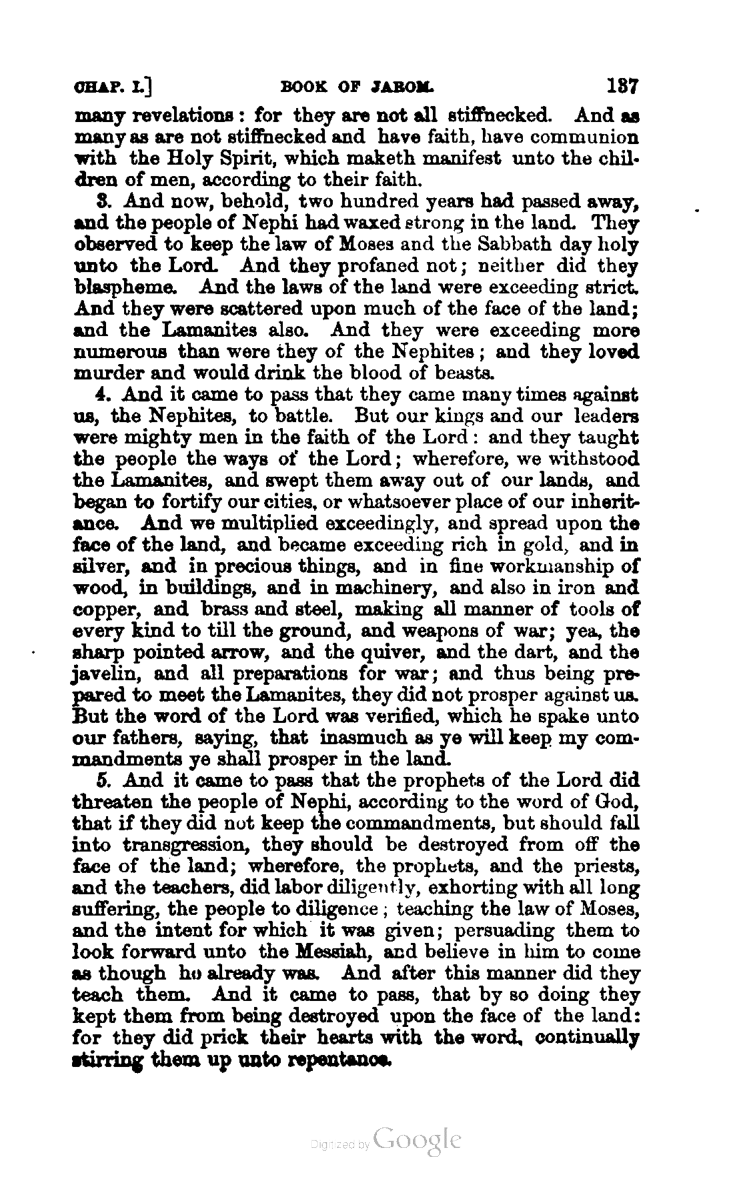 CHAP. I.] BOOK OF JAROM. 137
many revelations: for they are not all stiffnecked. And as
many as are not stiffnecked and have faith, have communion
with the Holy Spirit, which maketh manifest unto the chil-
dren of men, according to their faith.
3. And now, behold, two hundred years had passed away,
and the people of Nephi had waxed strong in the land. They
observed to keep the law of Moses and the Sabbath day holy
unto the Lord. And they profaned not; neither did they
blaspheme. And the laws of the land were exceeding strict.
And they were scattered upon much of the face of the land;
and the Lamanites also. And they were exceeding more
numerous than were they of the Nephites; and they loved
murder and would drink the blood of beasts.
4. And it came to pass that they came many times against
us, the Nephites, to battle. But our kings and our leaders
were mighty men in the faith of the Lord: and they taught
the people the ways of the Lord; wherefore, we withstood
the Lamanites, and swept them away out of our lands, and
began to fortify our cities, or whatsoever place of our inherit-
ance. And we multiplied exceedingly, and spread upon the
face of the land, and became exceeding rich in gold, and in
silver, and in precious things, and in fine workmanship of
wood, in buildings, and in machinery, and also in iron and
copper, and brass and steel, making all manner of tools of
every kind to till the ground, and weapons of war; yea, the
sharp pointed arrow, and the quiver, and the dart, and the
javelin, and all preparations for war; and thus being pre-
pared to meet the Lamanites, they did not prosper against us.
But the word of the Lord was verified, which he spake unto
our fathers, saying, that inasmuch as ye will keep my com-
mandments ye shall prosper in the land.
5. And it came to pass that the prophets of the Lord did
threaten the people of Nephi, according to the word of God,
that if they did not keep the commandments, but should fall
into transgression, they should be destroyed from off the
face of the land; wherefore, the prophets, and the priests,
and the teachers, did labor diligently, exhorting with all long
suffering, the people to diligence; teaching the law of Moses,
and the intent for which it was given; persuading them to
look forward unto the Messiah, and believe in him to come
as though he already was. And after this manner did they
teach them. And it came to pass, that by so doing they
kept them from being destroyed upon the face of the land:
for they did prick their hearts with the word, continually
stirring them up unto repentance.
Digitized by Google